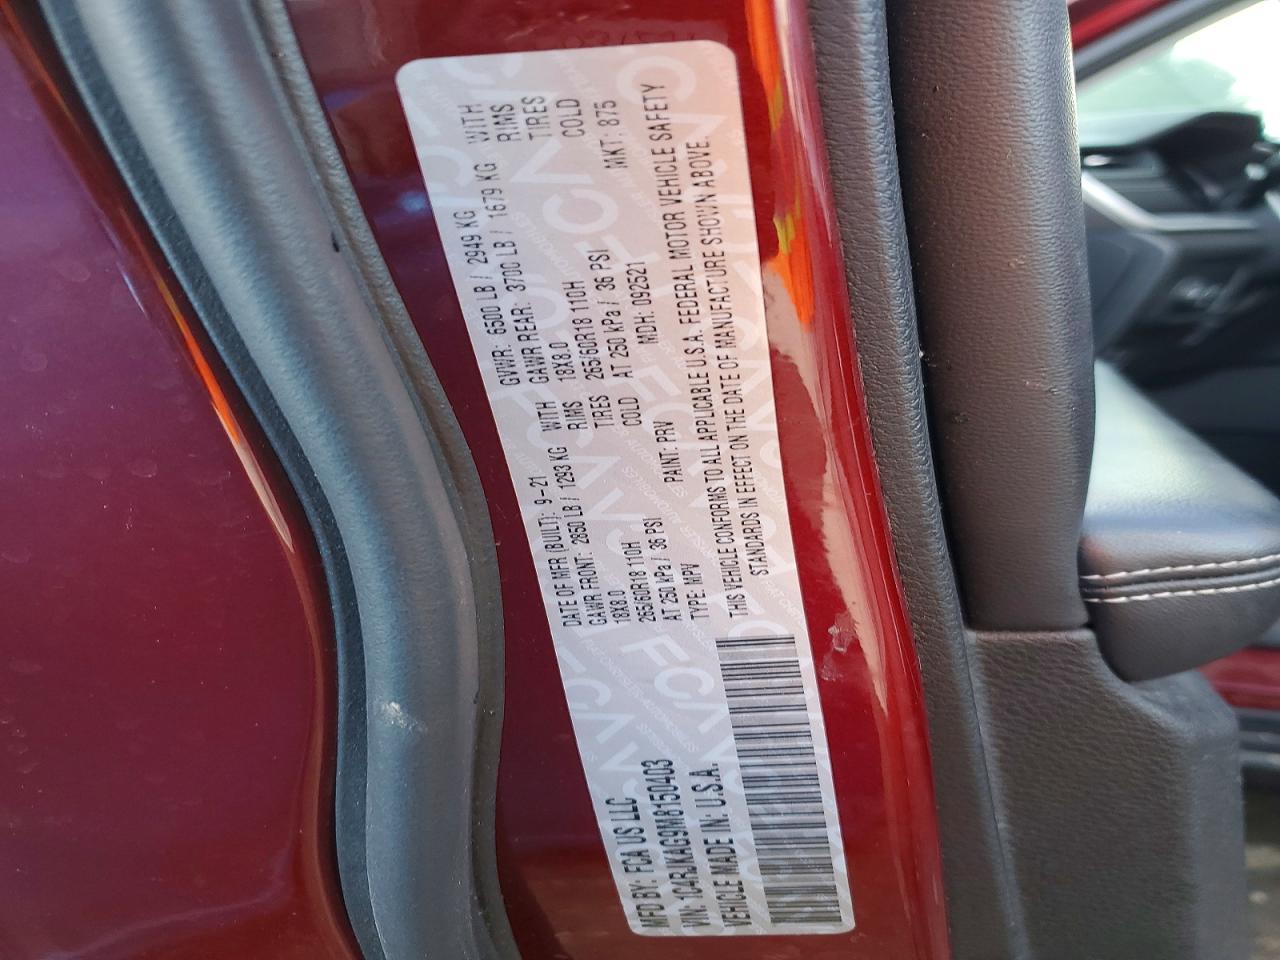 MFD BY: FCA US LLC
DATE OF MFR (BUILT): 9-21
GVWR: 6500 LB / 2949 KG
GAWR FRONT: 2850 LB / 1293 KG WITH
GAWR REAR: 3700 LB / 1679 KG WITH
18X8.0 RIMS
18X8.0 RIMS
265/60R18 110H TIRES
265/60R18 110H TIRES
AT 250 kPa / 36 PSI COLD
AT 250 kPa / 36 PSI COLD
VIN: 1C4RJKAG9M8150403
TYPE: MPV
PAINT: PRV
MDH: 092521
MKT: 875
VEHICLE MADE IN: U.S.A.
THIS VEHICLE CONFORMS TO ALL APPLICABLE U.S.A. FEDERAL MOTOR VEHICLE SAFETY
STANDARDS IN EFFECT ON THE DATE OF MANUFACTURE SHOWN ABOVE.